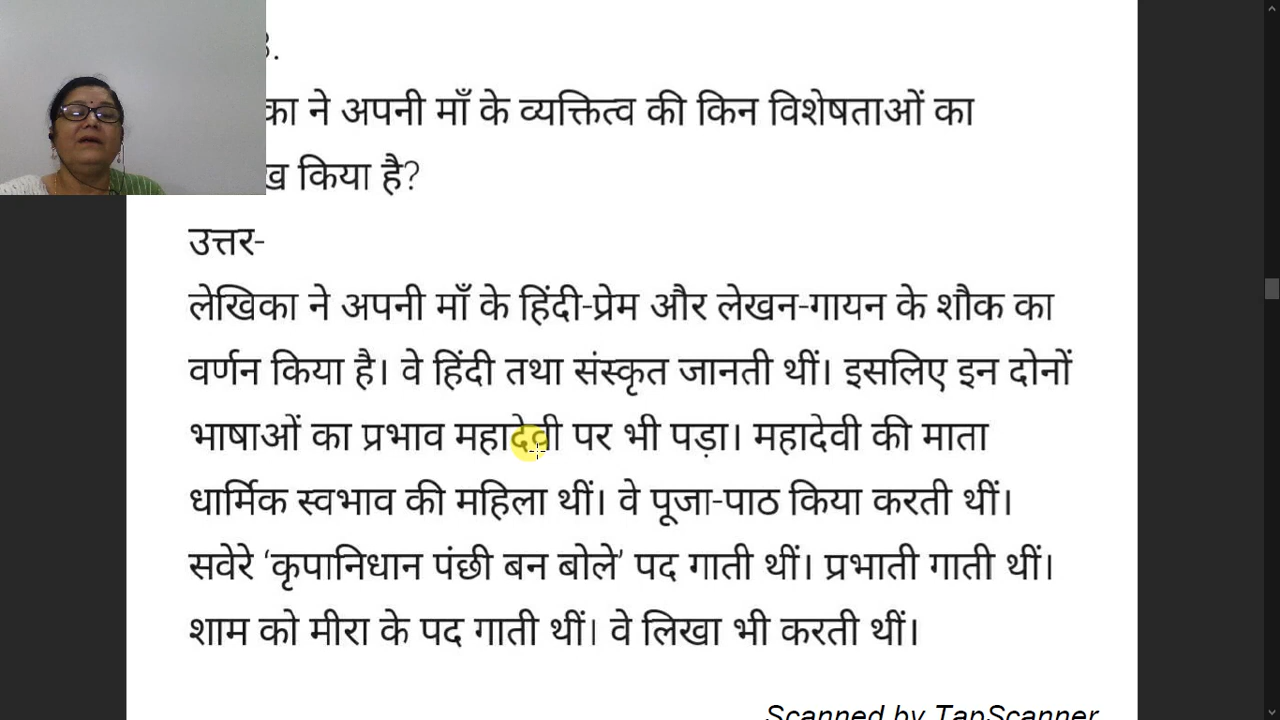 3.
का ने अपनी माँ के व्यक्तित्व की किन विशेषताओं का
ख किया है?
उत्तर-
लेखिका ने अपनी माँ के हिंदी-प्रेम और लेखन-गायन के शौक का
वर्णन किया है। वे हिंदी तथा संस्कृत जानती थीं। इसलिए इन दोनों
भाषाओं का प्रभाव महादेवी पर भी पड़ा। महादेवी की माता
धार्मिक स्वभाव की महिला थीं। वे पूजा-पाठ किया करती थीं।
सवेरे ‘कृपानिधान पंछी बन बोले’ पद गाती थीं। प्रभाती गाती थीं।
शाम को मीरा के पद गाती थीं। वे लिखा भी करती थीं।
Scanned by TapScanner